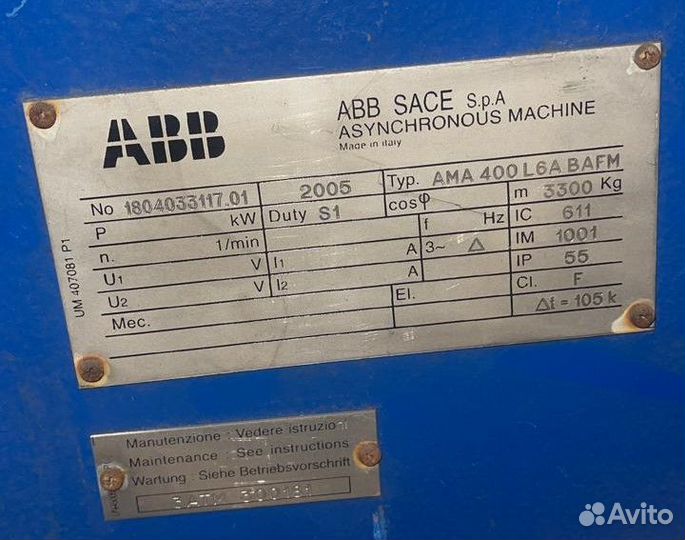 ABB
ABB SACE S.p.A
ASYNCHRONOUS MACHINE
Made in italy
No 1804033117.01 2005 Typ. AMA 400 L6A BAFM
P kW Duty S1 cosφ m 3300 Kg
n. 1/min f Hz IC 611
U1 V I1 A 3~ Δ IM 1001
U2 V I2 A IP 55
Mec. El. Cl. F
Δt = 105 k
UM 407081 P1
Manutenzione : Vedere istruzioni
Maintenance : See instructions
Wartung : Siehe Betriebsvorschrift
Avito